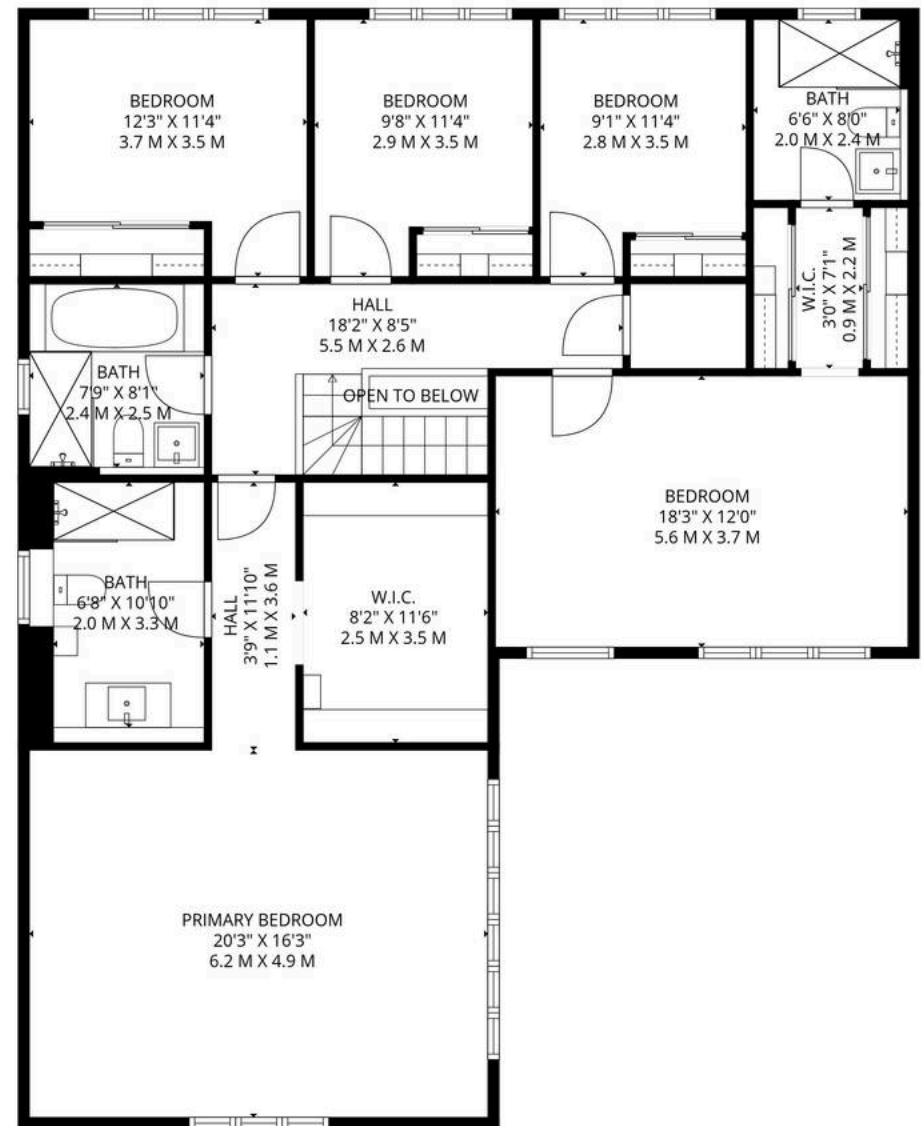 BEDROOM
12'3" X 11'4"
3.7 M X 3.5 M
BEDROOM
9'8" X 11'4"
2.9 M X 3.5 M
BEDROOM
9'1" X 11'4"
2.8 M X 3.5 M
BATH
6'6" X 8'0"
2.0 M X 2.4 M
W.I.C.
3'0" X 7'1"
0.9 M X 2.2 M
HALL
18'2" X 8'5"
5.5 M X 2.6 M
BATH
7'9" X 8'1"
2.4 M X 2.5 M
OPEN TO BELOW
BEDROOM
18'3" X 12'0"
5.6 M X 3.7 M
BATH
6'8" X 10'10"
2.0 M X 3.3 M
HALL
3'9" X 11'10"
1.1 M X 3.6 M
W.I.C.
8'2" X 11'6"
2.5 M X 3.5 M
PRIMARY BEDROOM
20'3" X 16'3"
6.2 M X 4.9 M